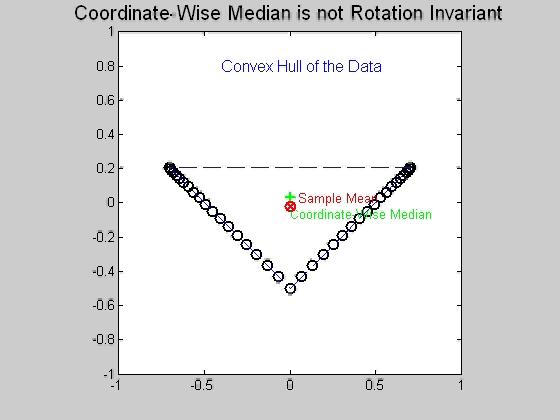 Coordinate-Wise Median is not Rotation Invariant
1
Convex Hull of the Data
0.8
0.6
0.4
0.2
Sample Mean
0
Coordinate-Wise Median
-0.2
-0.4
-0.6
-0.8
-1
-1 -0.5 0 0.5 1